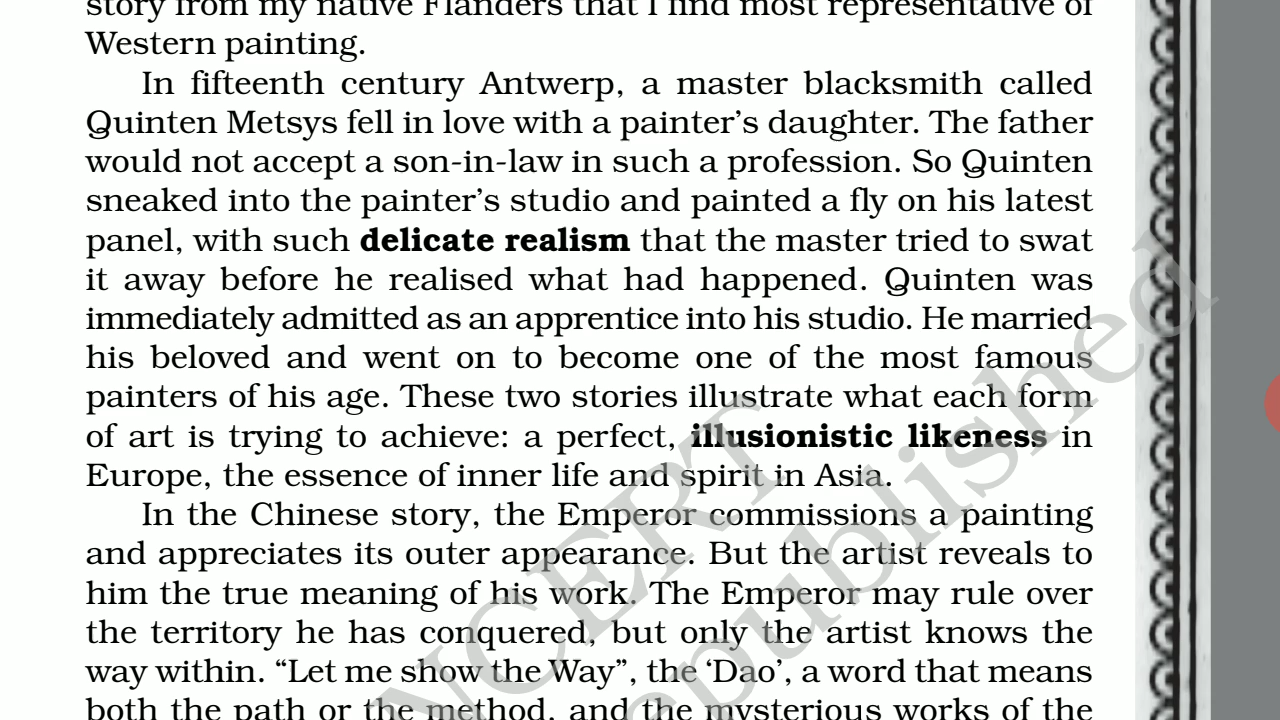 story from my native Flanders that I find most representative of
Western painting.
In fifteenth century Antwerp, a master blacksmith called
Quinten Metsys fell in love with a painter’s daughter. The father
would not accept a son-in-law in such a profession. So Quinten
sneaked into the painter’s studio and painted a fly on his latest
panel, with such delicate realism that the master tried to swat
it away before he realised what had happened. Quinten was
immediately admitted as an apprentice into his studio. He married
his beloved and went on to become one of the most famous
painters of his age. These two stories illustrate what each form
of art is trying to achieve: a perfect, illusionistic likeness in
Europe, the essence of inner life and spirit in Asia.
In the Chinese story, the Emperor commissions a painting
and appreciates its outer appearance. But the artist reveals to
him the true meaning of his work. The Emperor may rule over
the territory he has conquered, but only the artist knows the
way within. “Let me show the Way”, the ‘Dao’, a word that means
both the path or the method, and the mysterious works of the
NCERT